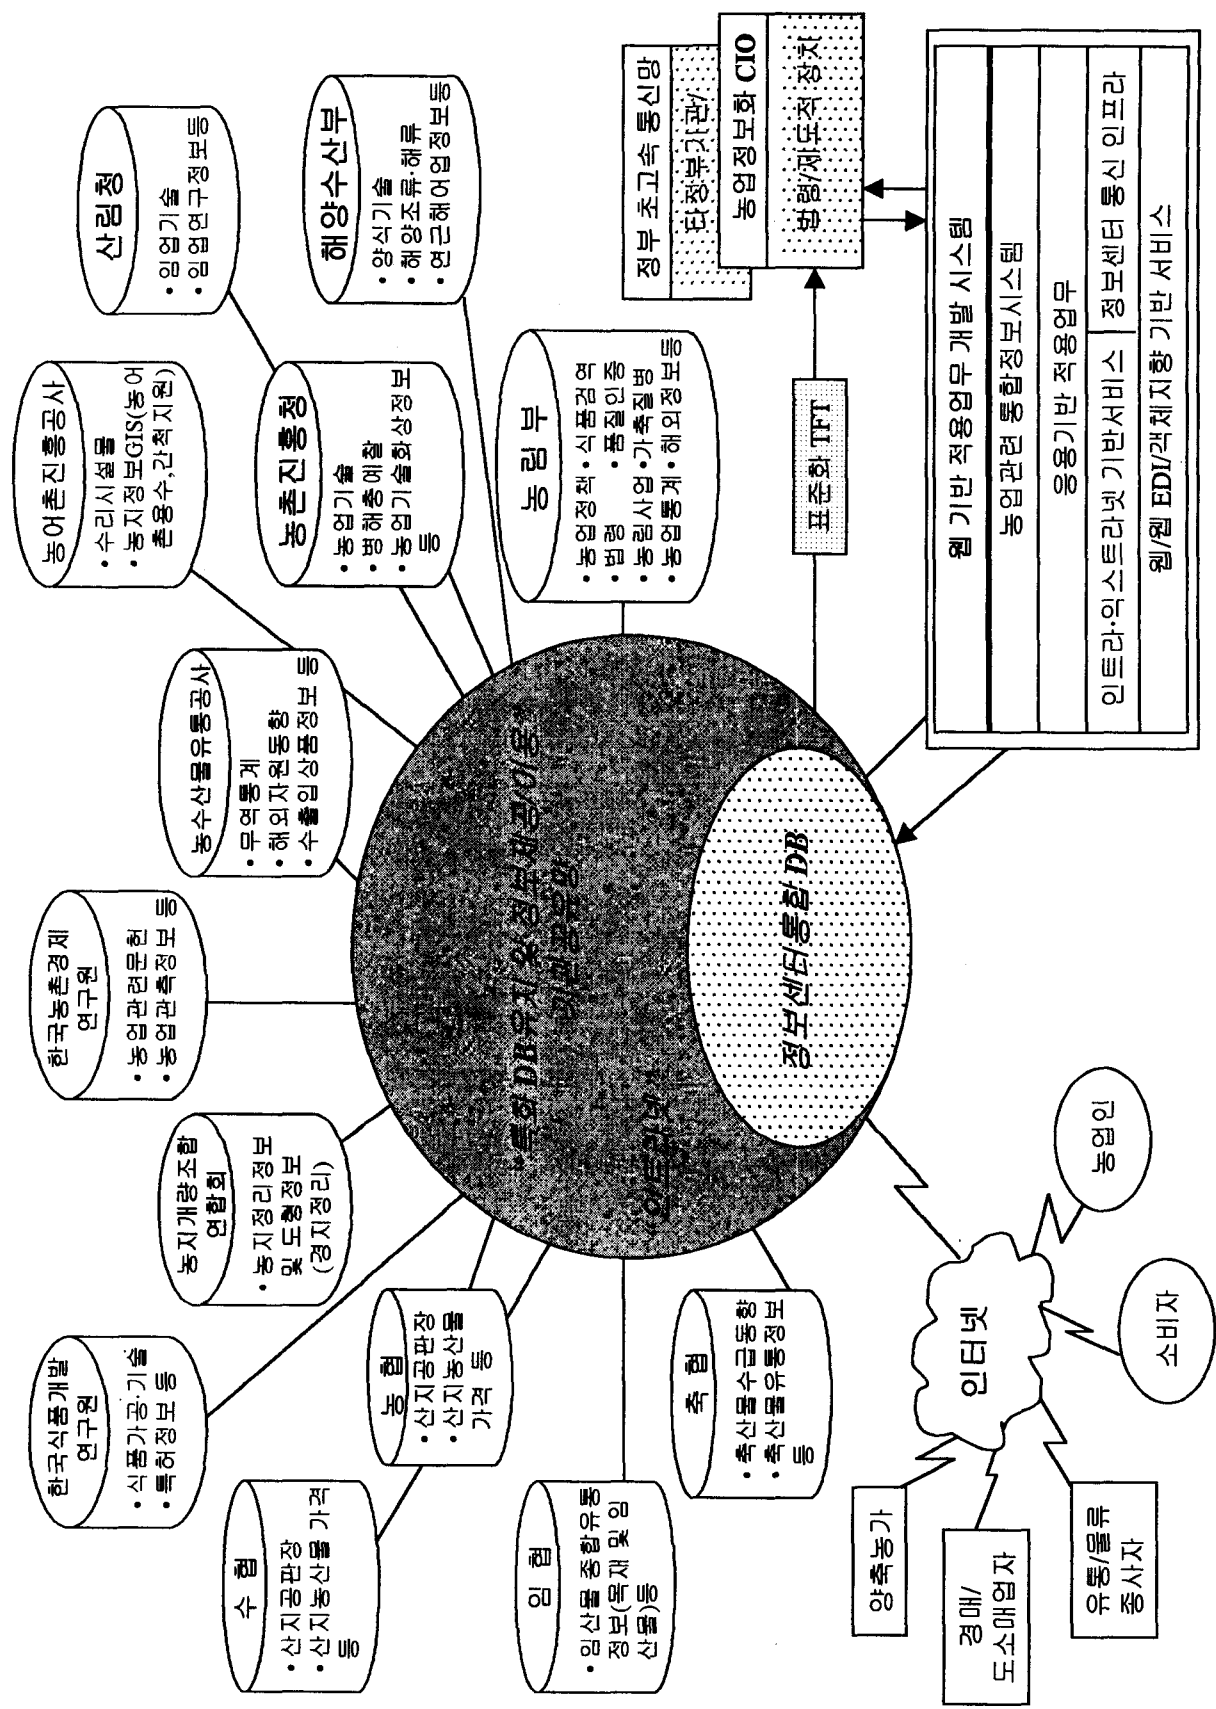 수 협
• 산지공판장
• 산지농산물 가격
등
한국식품개발
연구원
• 식품가공·기술
• 특허정보 등
농지개량조합
연합회
• 농지정리정보
및 도형정보
(경지정리)
한국농촌경제
연구원
• 농업관련문헌
• 농업관측정보 등
농수산물유통공사
• 무역통계
• 해외자원동향
• 수출입상품정보 등
농어촌진흥공사
• 수리시설물
• 농지정보GIS(농어
촌용수,간척지원)
산림청
• 임업기술
• 임업연구정보등
농촌진흥청
• 농업기술
• 병해충예찰
• 농업기술화상정보
등
해양수산부
• 양식기술
• 해양조류·해류
• 연근해어업정보등
농 협
• 산지공판장
• 산지농산물
가격 등
임 협
• 임산물 종합유통
정보(목재 및 임
산물)등
축 협
• 축산물수급동향
• 축산물유통정보
등
농 림 부
• 농업정책 • 식품검역
• 법령 • 품질인증
• 농림사업 • 가축질병
• 농업통계 • 해외정보등
"특화 DB유지 및 정보제공/이용"
"인트라넷"
정보센터통합 DB
정부 초고속 통신망
타정부기관/
농업정보화 CIO
법령/제도적 장치
표준화 TFT
웹 기반 적용업무 개발 시스템
농업관련 통합정보시스템
응용기반 적용업무
인트라·익스트라넷 기반서비스
정보센터 통신 인프라
웹/웹 EDI/객체지향 기반 서비스
인터넷
양축농가
경매/
도소매업자
유통/물류
종사자
소비자
농업인